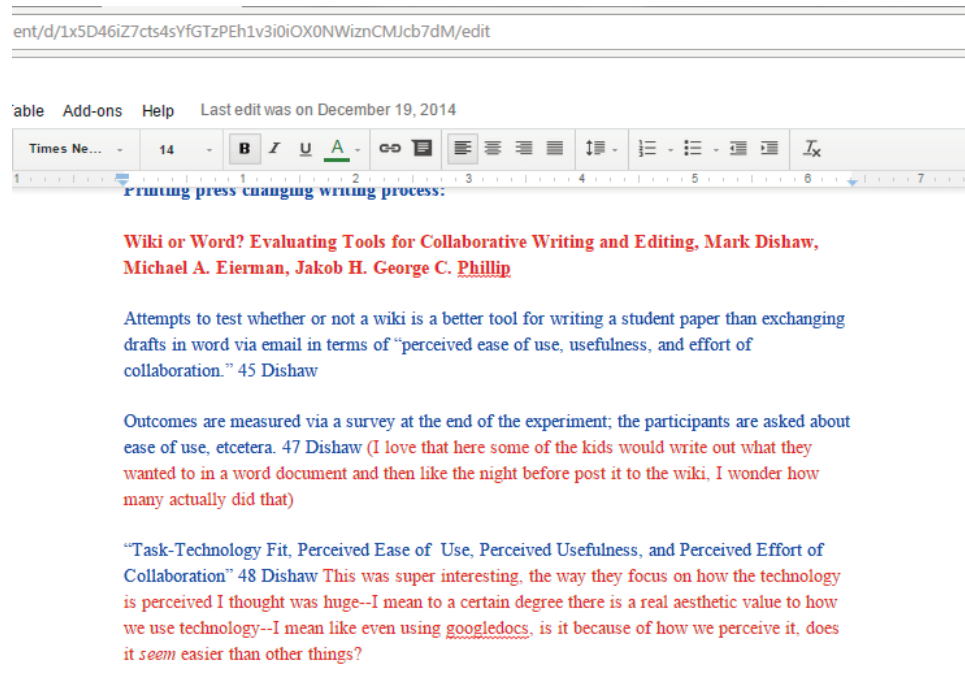 ent/d/1x5D46iZ7cts4sYfGTzPEh1v3i0iOX0NWiznCMJcb7dM/edit
able Add-ons Help Last edit was on December 19, 2014
Times Ne... 14 B I U A
1 1 2 3 4 5 6 7
Printing press changing writing process:
Wiki or Word? Evaluating Tools for Collaborative Writing and Editing, Mark Dishaw,
Michael A. Eierman, Jakob H. George C. Phillip
Attempts to test whether or not a wiki is a better tool for writing a student paper than exchanging
drafts in word via email in terms of “perceived ease of use, usefulness, and effort of
collaboration.” 45 Dishaw
Outcomes are measured via a survey at the end of the experiment; the participants are asked about
ease of use, etcetera. 47 Dishaw (I love that here some of the kids would write out what they
wanted to in a word document and then like the night before post it to the wiki, I wonder how
many actually did that)
“Task-Technology Fit, Perceived Ease of Use, Perceived Usefulness, and Perceived Effort of
Collaboration” 48 Dishaw This was super interesting, the way they focus on how the technology
is perceived I thought was huge--I mean to a certain degree there is a real aesthetic value to how
we use technology--I mean like even using googledocs, is it because of how we perceive it, does
it seem easier than other things?